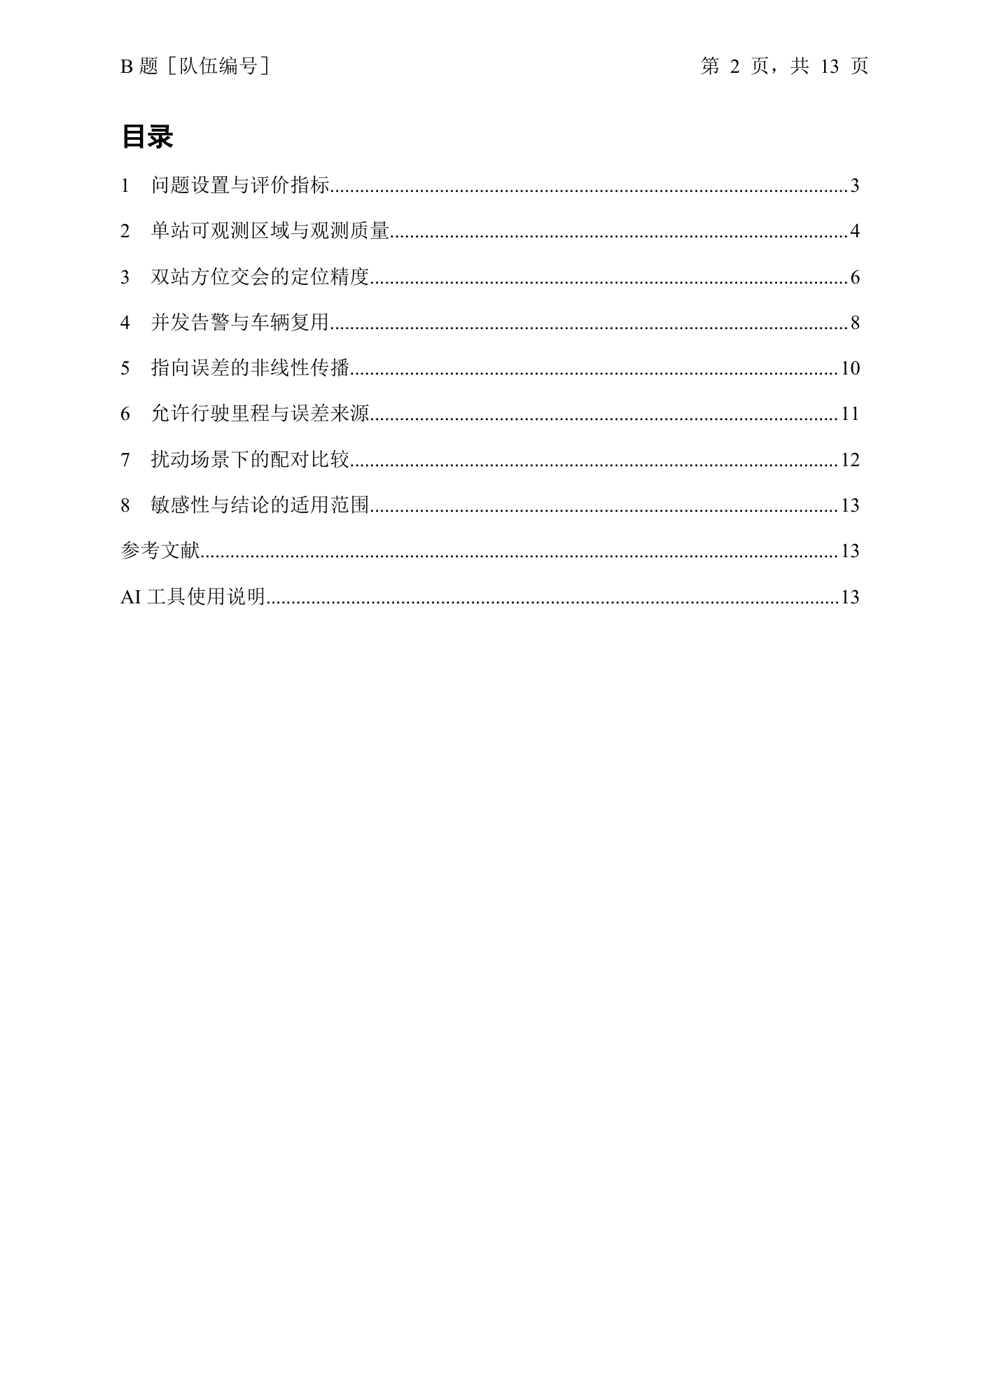 B 题［队伍编号］ 第 2 页，共 13 页
目录
1 问题设置与评价指标........3
2 单站可观测区域与观测质量........4
3 双站方位交会的定位精度........6
4 并发告警与车辆复用........8
5 指向误差的非线性传播........10
6 允许行驶里程与误差来源........11
7 扰动场景下的配对比较........12
8 敏感性与结论的适用范围........13
参考文献........13
AI 工具使用说明........13